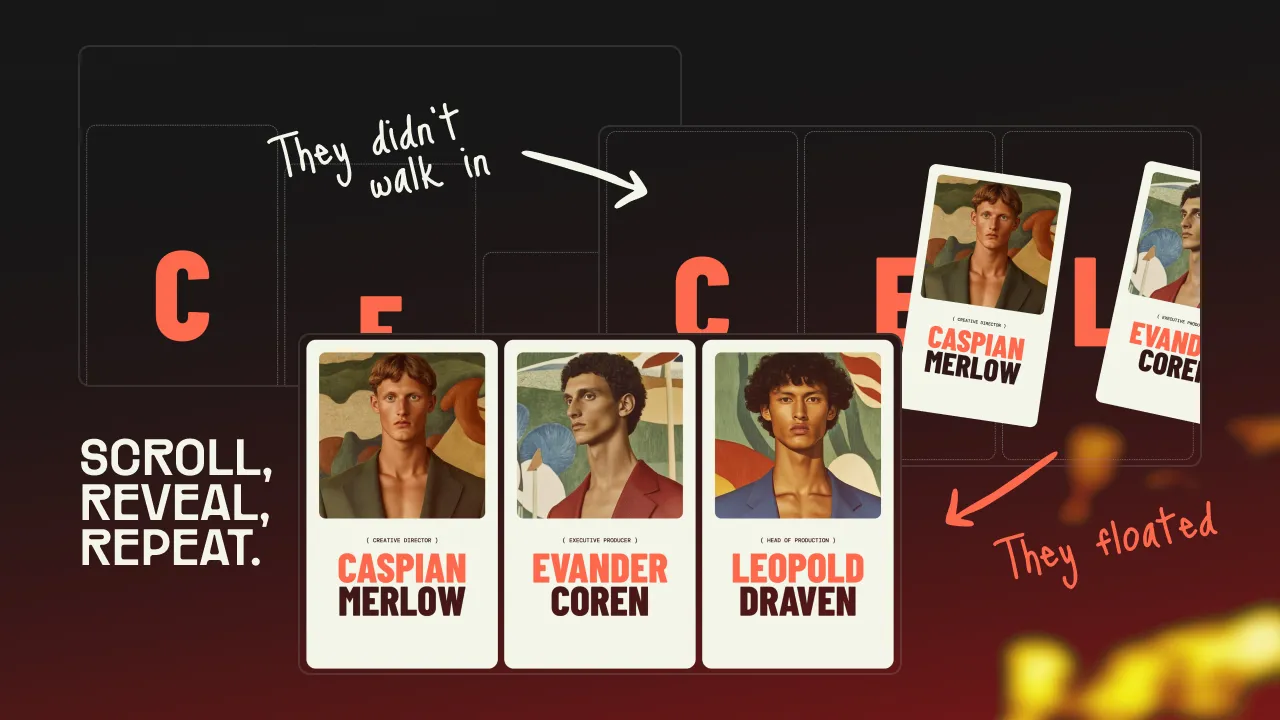 They didn't
walk in
C
E
C
E
L
( CREATIVE DIRECTOR )
CASPIAN
MERLOW
( EXECUTIVE PRODU
EVAND
COREN
SCROLL,
REVEAL,
REPEAT.
( CREATIVE DIRECTOR )
CASPIAN
MERLOW
( EXECUTIVE PRODUCER )
EVANDER
COREN
( HEAD OF PRODUCTION )
LEOPOLD
DRAVEN
They floated